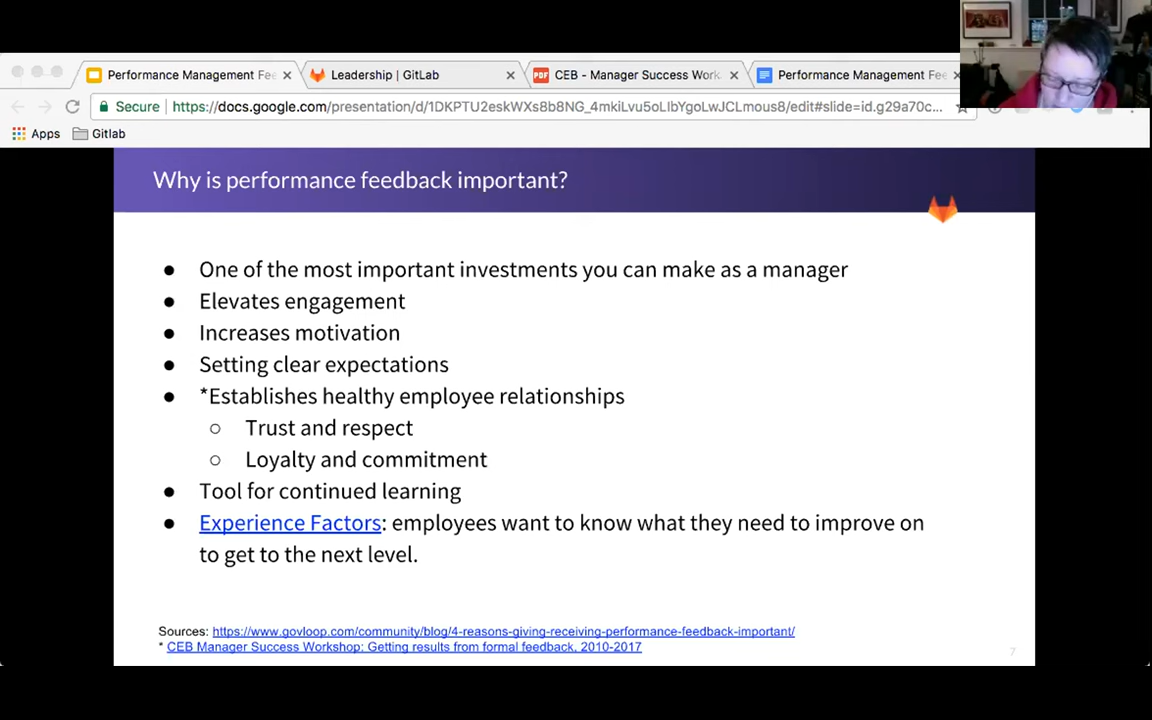 Performance Management Fee
Leadership | GitLab
CEB - Manager Success Work
Performance Management Fee
Secure
https://docs.google.com/presentation/d/1DKPTU2eskWXs8b8NG_4mkiLvu5oLIbYgoLwJCLmous8/edit#slide=id.g29a70c...
Apps
Gitlab
Why is performance feedback important?
● One of the most important investments you can make as a manager
● Elevates engagement
● Increases motivation
● Setting clear expectations
● *Establishes healthy employee relationships
○ Trust and respect
○ Loyalty and commitment
● Tool for continued learning
● Experience Factors: employees want to know what they need to improve on
to get to the next level.
Sources: https://www.govloop.com/community/blog/4-reasons-giving-receiving-performance-feedback-important/
* CEB Manager Success Workshop: Getting results from formal feedback, 2010-2017
7